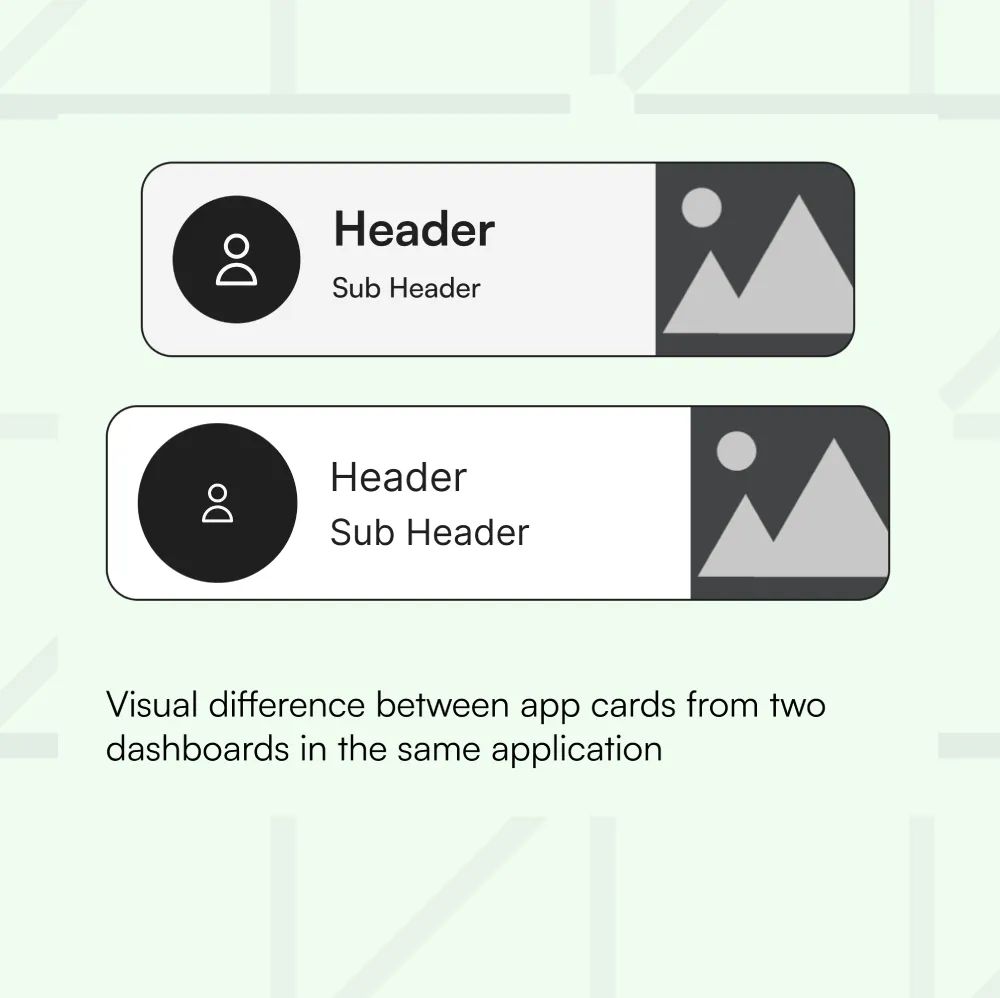 Header
Sub Header
Header
Sub Header
Visual difference between app cards from two
dashboards in the same application